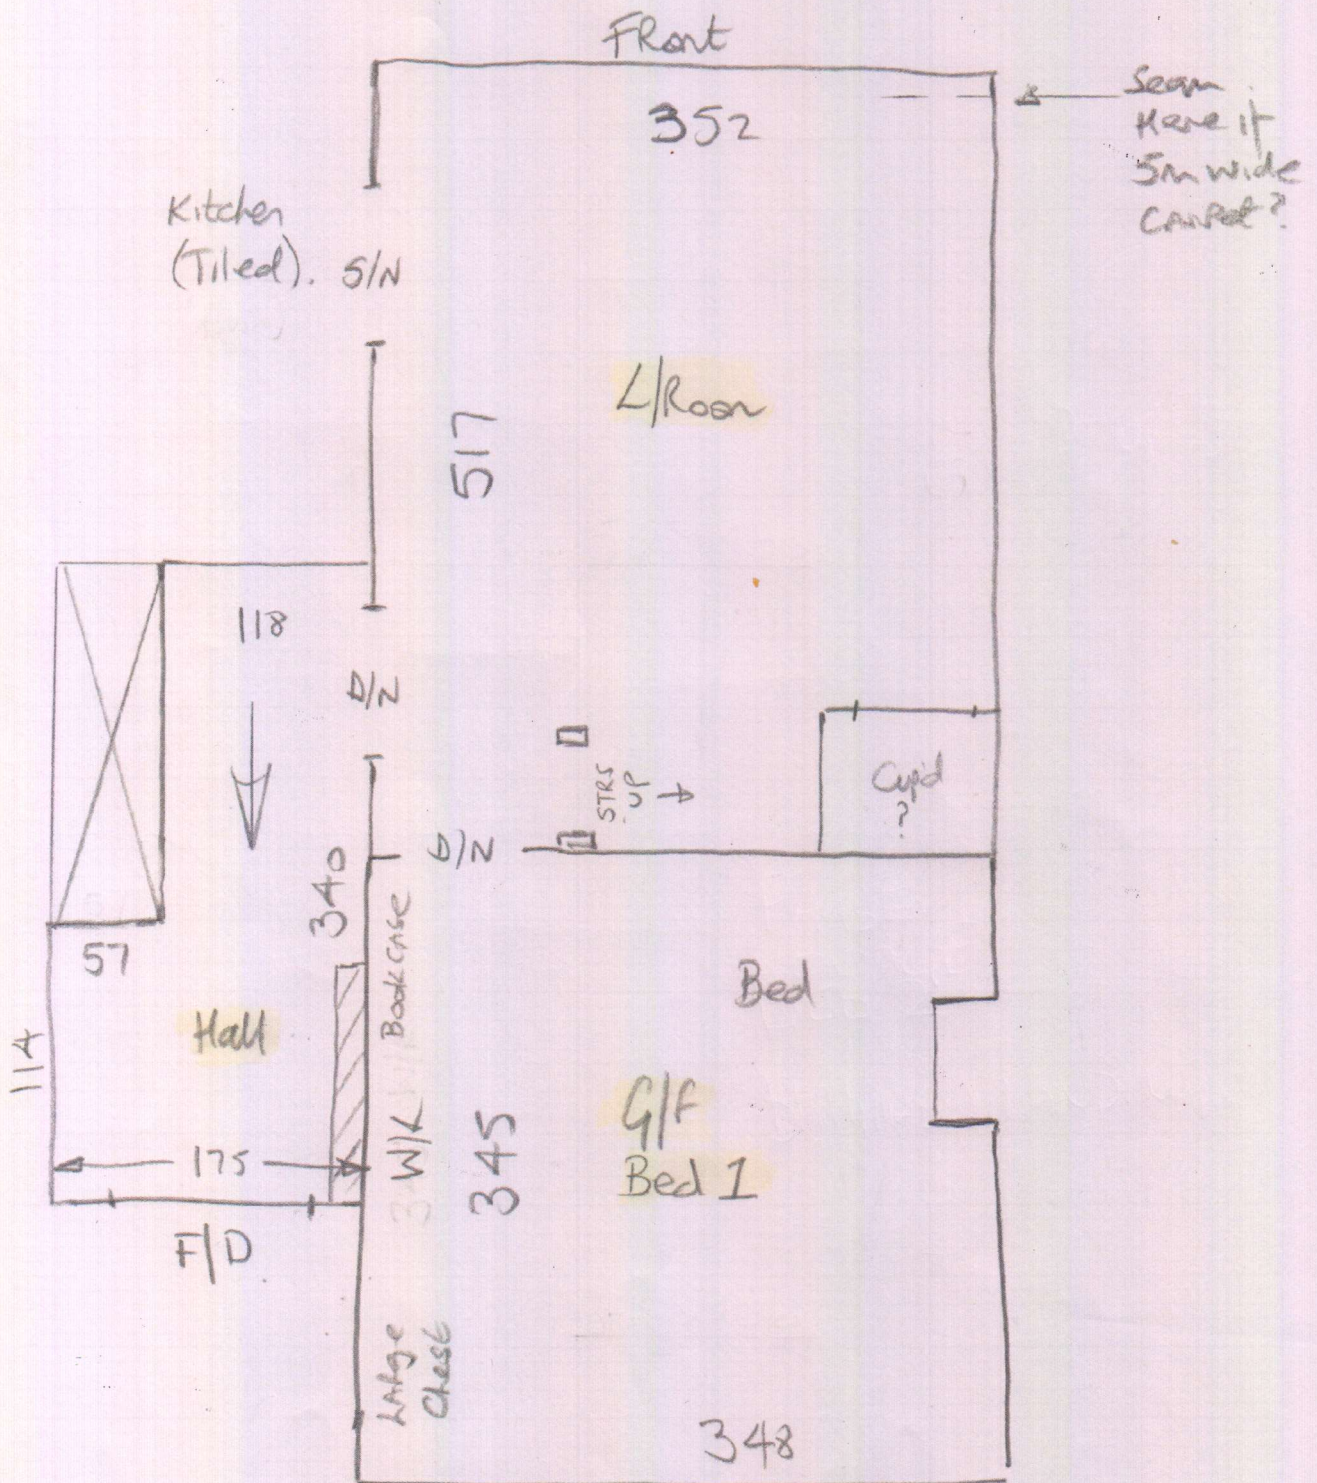 Front
352
Seam
Here if
5m wide
Carpet?
Kitchen
(Tiled). S/N
L/Room
517
118
D/N
STRS
UP
Cupd
?
D/N
340
57
Book case
Bed
Hall
114
W/L
345
G/F
Bed 1
175
F/D
Large
Chest
348